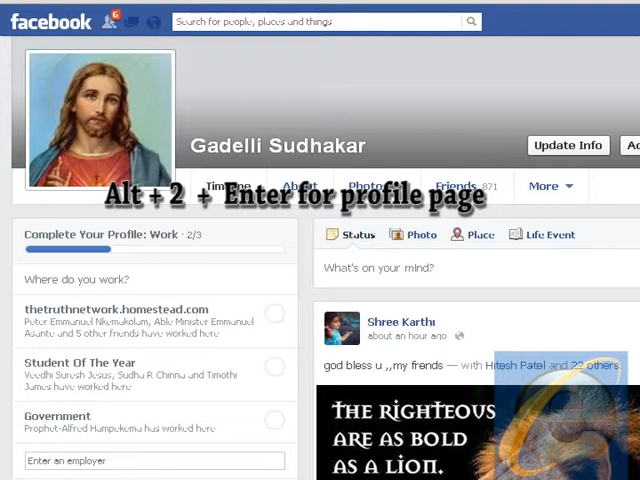 facebook
6
Search for people, places and things
Gadelli Sudhakar
Update Info
Timeline
About
Photos
Friends 871
More
Alt + 2 + Enter for profile page
Complete Your Profile: Work · 2/3
Where do you work?
thetruthnetwork.homestead.com
Peter Emmanuel Nkemakolam, Able Minister Emmanuel
Asante and 5 other friends have worked here
Student Of The Year
Veedhi Suresh Jesus, Sudha R Chinna and Timothi
James have worked here
Government
Prophet-Alfred Hampekema has worked here
Enter an employer
Status
Photo
Place
Life Event
What's on your mind?
Shree Karthi
about an hour ago
god bless u ,,my frends — with Hitesh Patel and 22 others.
THE RIGHTEOUS
ARE AS BOLD
AS A LION.